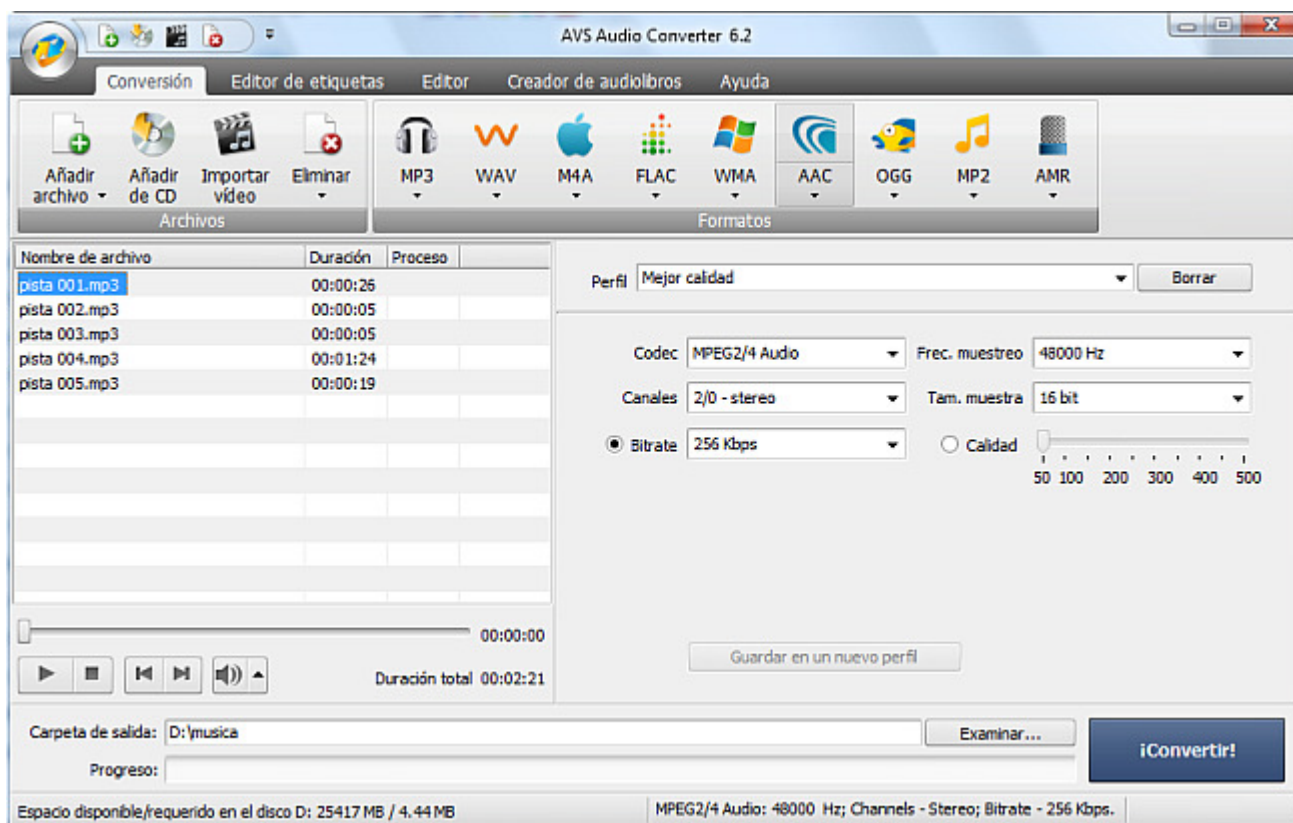 AVS Audio Converter 6.2
Conversión Editor de etiquetas Editor Creador de audiolibros Ayuda
Añadir archivo Añadir de CD Importar vídeo Eliminar MP3 WAV M4A FLAC WMA AAC OGG MP2 AMR
Archivos Formatos
Nombre de archivo Duración Proceso
pista 001.mp3 00:00:26
pista 002.mp3 00:00:05
pista 003.mp3 00:00:05
pista 004.mp3 00:01:24
pista 005.mp3 00:00:19
Perfil Mejor calidad Borrar
Codec MPEG2/4 Audio Frec. muestreo 48000 Hz
Canales 2/0 - stereo Tam. muestra 16 bit
Bitrate 256 Kbps Calidad
50 100 200 300 400 500
00:00:00
Duración total 00:02:21
Guardar en un nuevo perfil
Carpeta de salida: D:\musica Examinar...
¡Convertir!
Progreso:
Espacio disponible/requerido en el disco D: 25417 MB / 4.44 MB
MPEG2/4 Audio: 48000 Hz; Channels - Stereo; Bitrate - 256 Kbps.